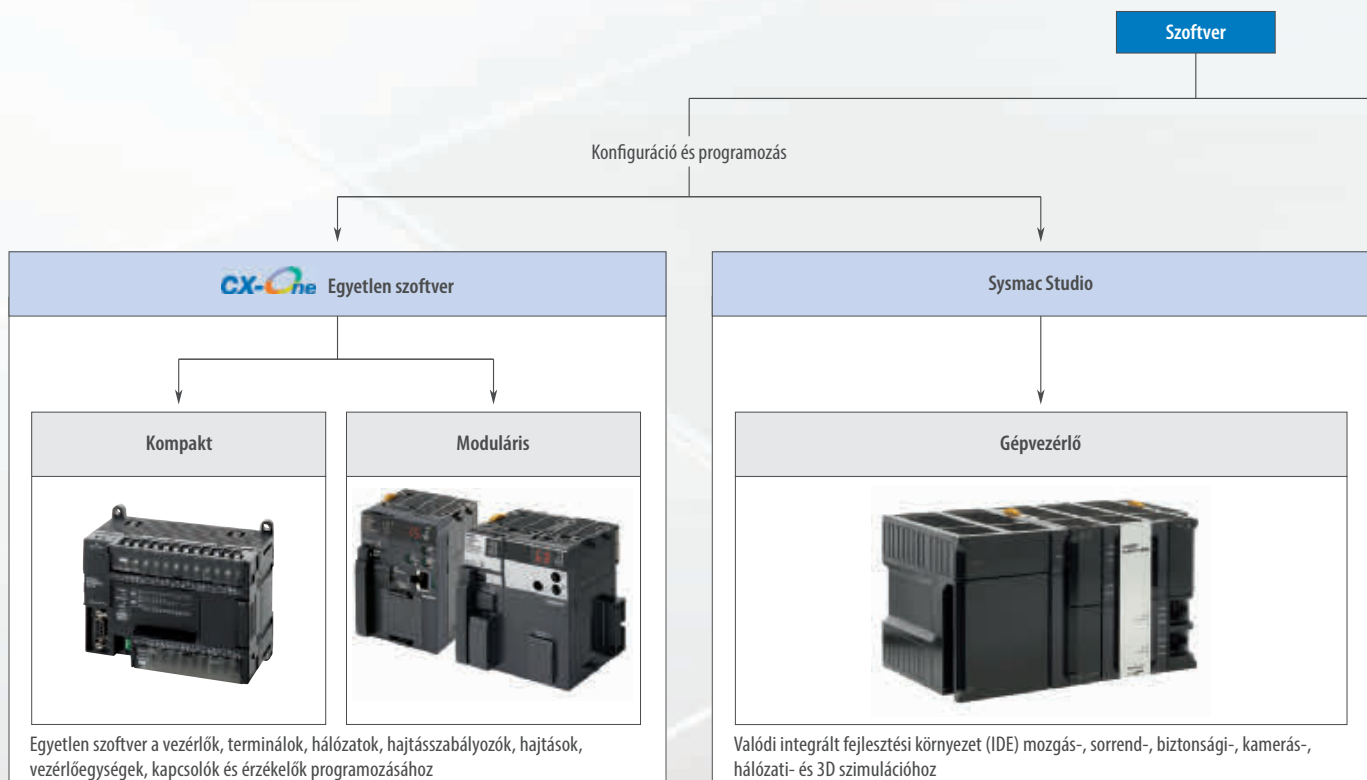 Szoftver
Konfiguráció és programozás
CX-One Egyetlen szoftver
Sysmac Studio
Kompakt
Moduláris
Gépvezérlő
Egyetlen szoftver a vezérlők, terminálok, hálózatok, hajtásszabályozók, hajtások,
vezérlőegységek, kapcsolók és érzékelők programozásához
Valódi integrált fejlesztési környezet (IDE) mozgás-, sorrend-, biztonsági-, kamerás-,
hálózati- és 3D szimulációhoz